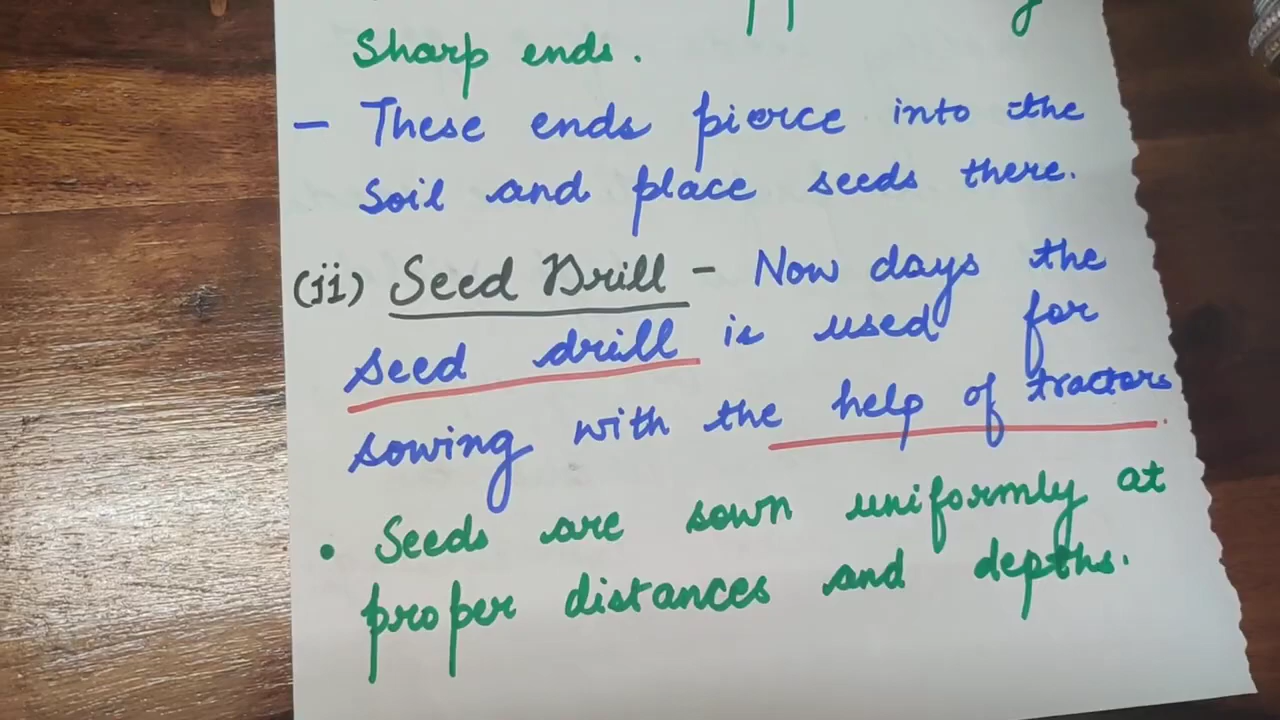 Sharp ends.
- These ends pierce into the
Soil and place seeds there.
(ii) Seed Drill - Now days the
seed drill is used for
sowing with the help of tractors.
• Seeds are sown uniformly at
proper distances and depths.